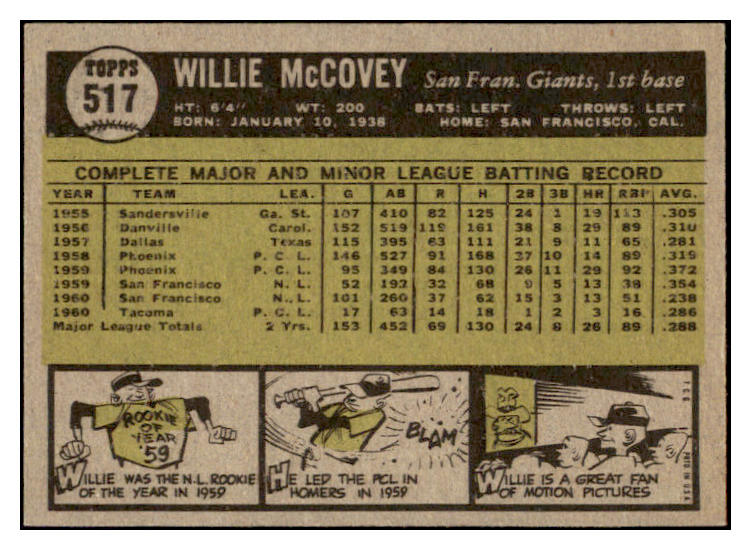 TOPPS
517
WILLIE McCOVEY San Fran. Giants, 1st base
HT: 6'4" WT: 200 BATS: LEFT THROWS: LEFT
BORN: JANUARY 10, 1938 HOME: SAN FRANCISCO, CAL.
COMPLETE MAJOR AND MINOR LEAGUE BATTING RECORD
YEAR TEAM LEA. G AB R H 2B 3B HR RBI AVG.
1955 Sandersville Ga. St. 107 410 82 125 24 1 19 113 .305
1956 Danville Carol. 152 519 119 161 38 8 29 89 .310
1957 Dallas Texas 115 395 63 111 21 9 11 65 .281
1958 Phoenix P. C. L. 146 527 91 168 37 10 14 89 .319
1959 Phoenix P. C. L. 95 349 84 130 26 11 29 92 .372
1959 San Francisco N. L. 52 192 32 68 9 5 13 38 .354
1960 San Francisco N. L. 101 260 37 62 15 3 13 51 .238
1960 Tacoma P. C. L. 17 63 14 18 1 2 3 16 .286
Major League Totals 2 Yrs. 153 452 69 130 24 8 26 89 .288
ROOKIE
OF
YEAR
'59
WILLIE WAS THE N.L. ROOKIE
OF THE YEAR IN 1959
BLAM
HE LED THE PCL IN
HOMERS IN 1959
WILLIE IS A GREAT FAN
OF MOTION PICTURES
T.C.G.
PRTD IN U.S.A.